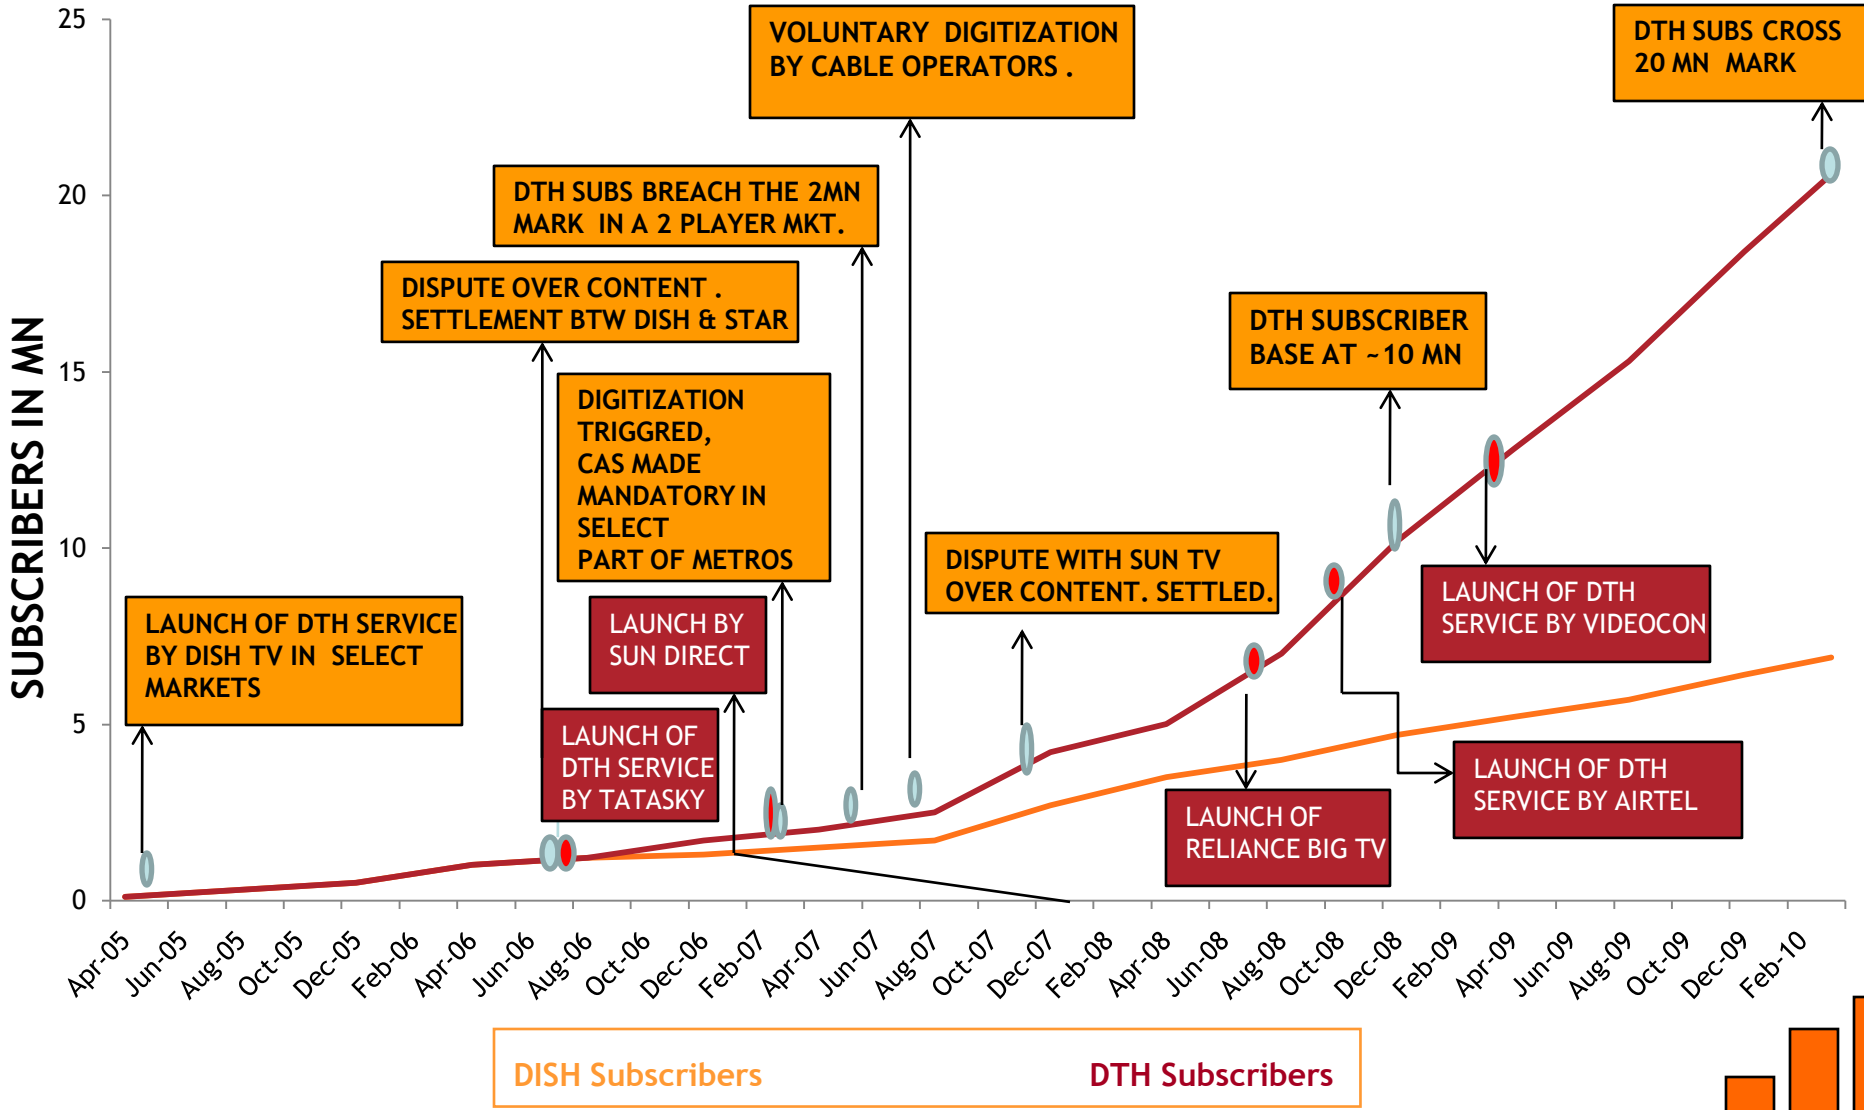 25
20
15
10
5
0
SUBSCRIBERS IN MN
VOLUNTARY DIGITIZATION
BY CABLE OPERATORS .
DTH SUBS CROSS
20 MN MARK
DTH SUBS BREACH THE 2MN
MARK IN A 2 PLAYER MKT.
DISPUTE OVER CONTENT .
SETTLEMENT BTW DISH & STAR
DTH SUBSCRIBER
BASE AT ~10 MN
DIGITIZATION
TRIGGRED,
CAS MADE
MANDATORY IN
SELECT
PART OF METROS
DISPUTE WITH SUN TV
OVER CONTENT. SETTLED.
LAUNCH OF DTH
SERVICE BY VIDEOCON
LAUNCH OF DTH SERVICE
BY DISH TV IN SELECT
MARKETS
LAUNCH BY
SUN DIRECT
LAUNCH OF
DTH SERVICE
BY TATASKY
LAUNCH OF DTH
SERVICE BY AIRTEL
LAUNCH OF
RELIANCE BIG TV
Apr-05
Jun-05
Aug-05
Oct-05
Dec-05
Feb-06
Apr-06
Jun-06
Aug-06
Oct-06
Dec-06
Feb-07
Apr-07
Jun-07
Aug-07
Oct-07
Dec-07
Feb-08
Apr-08
Jun-08
Aug-08
Oct-08
Dec-08
Feb-09
Apr-09
Jun-09
Aug-09
Oct-09
Dec-09
Feb-10
DISH Subscribers
DTH Subscribers